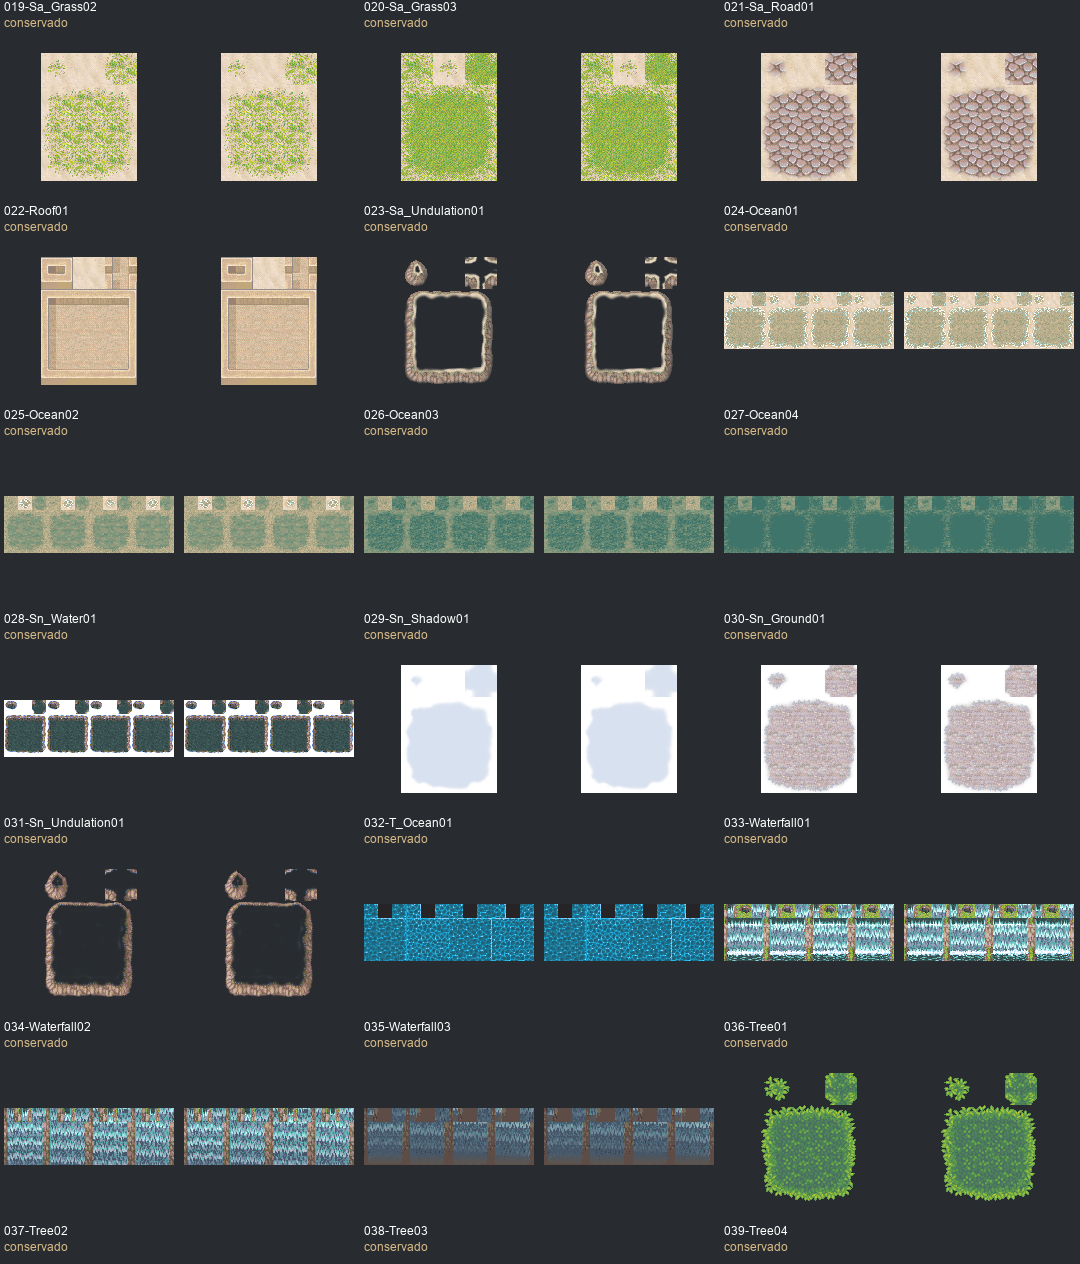 019-Sa_Grass02
conservado
020-Sa_Grass03
conservado
021-Sa_Road01
conservado
022-Roof01
conservado
023-Sa_Undulation01
conservado
024-Ocean01
conservado
025-Ocean02
conservado
026-Ocean03
conservado
027-Ocean04
conservado
028-Sn_Water01
conservado
029-Sn_Shadow01
conservado
030-Sn_Ground01
conservado
031-Sn_Undulation01
conservado
032-T_Ocean01
conservado
033-Waterfall01
conservado
034-Waterfall02
conservado
035-Waterfall03
conservado
036-Tree01
conservado
037-Tree02
conservado
038-Tree03
conservado
039-Tree04
conservado